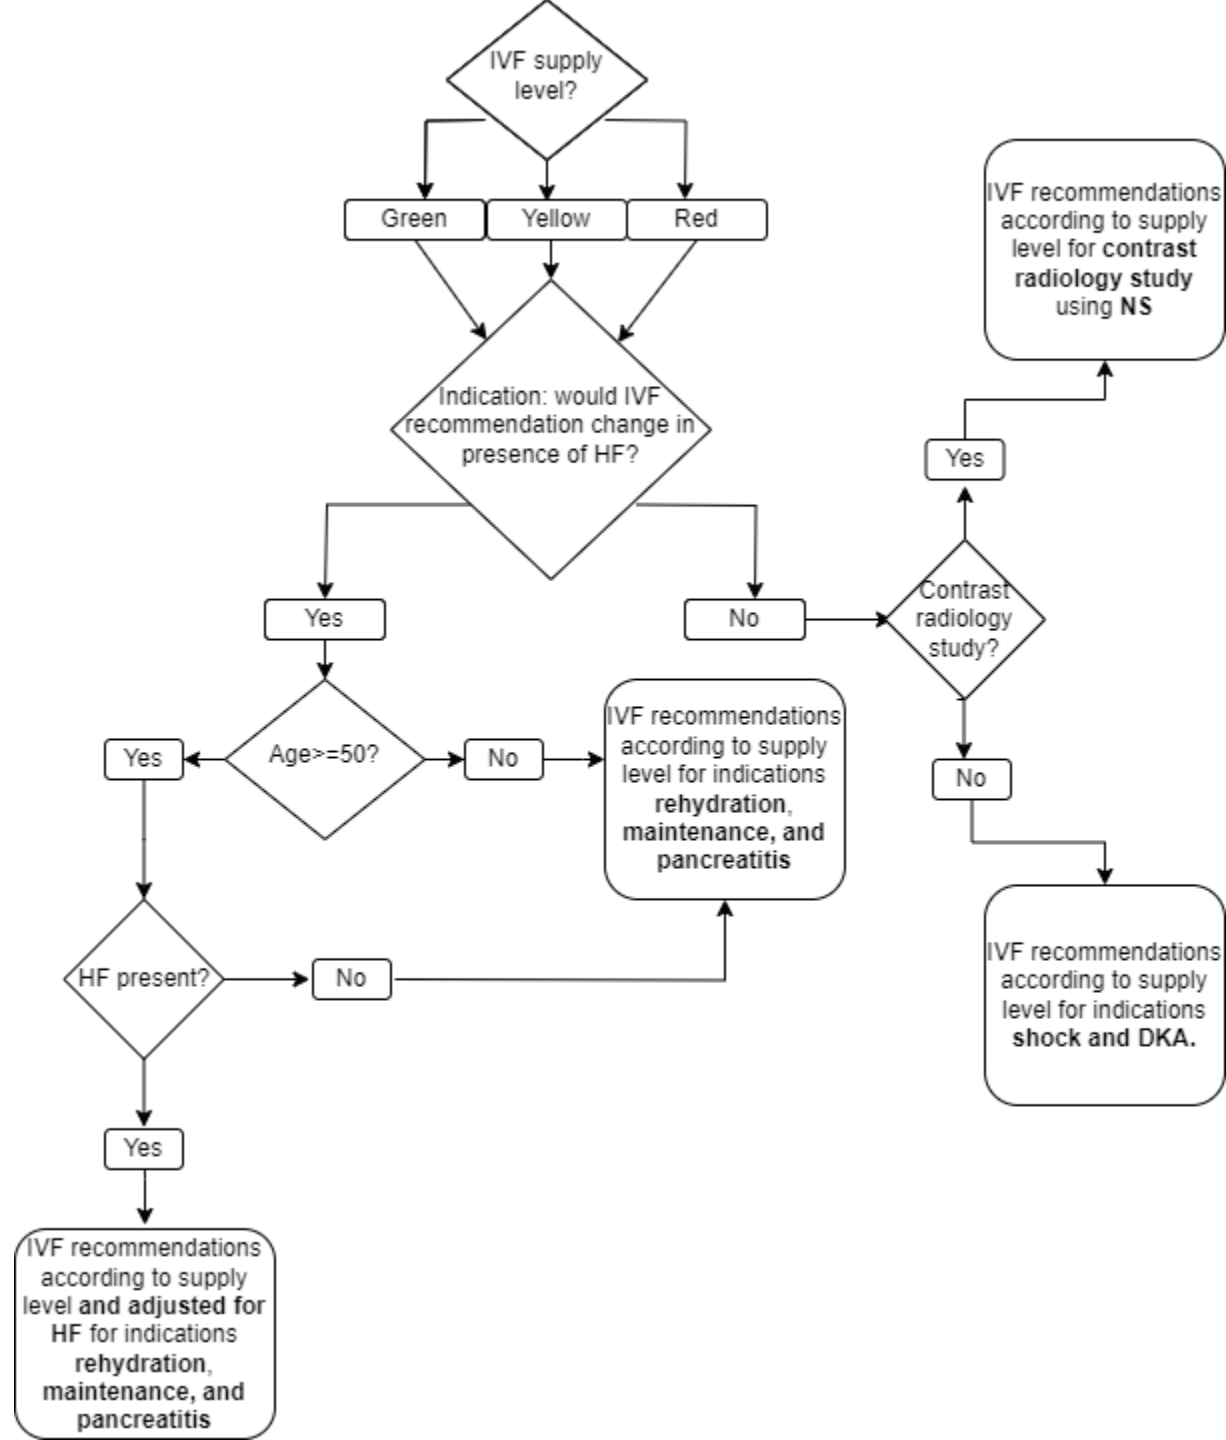 IVF supply
level?
Green
Yellow
Red
Indication: would IVF
recommendation change in
presence of HF?
Yes
No
Age>=50?
Yes
No
IVF recommendations
according to supply
level for indications
rehydration,
maintenance, and
pancreatitis
HF present?
No
Yes
IVF recommendations
according to supply
level and adjusted for
HF for indications
rehydration,
maintenance, and
pancreatitis
Contrast
radiology
study?
Yes
IVF recommendations
according to supply
level for contrast
radiology study
using NS
No
IVF recommendations
according to supply
level for indications
shock and DKA.